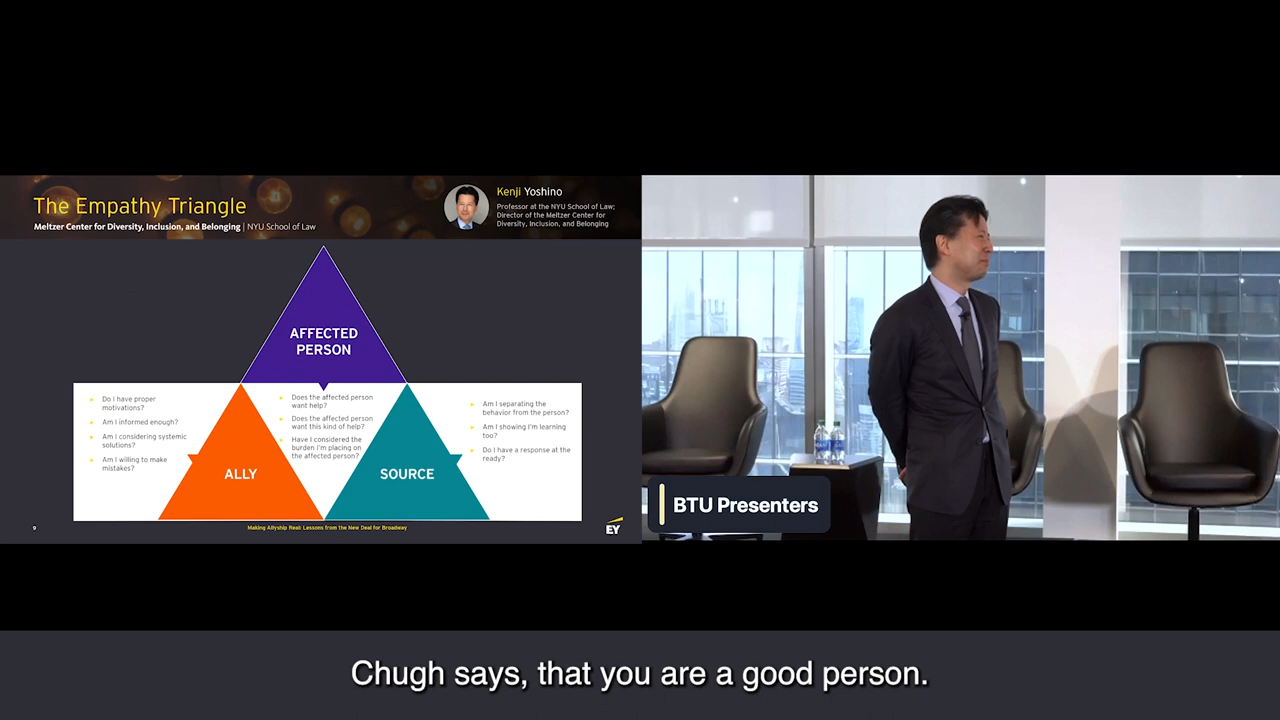 The Empathy Triangle
Meltzer Center for Diversity, Inclusion, and Belonging | NYU School of Law
Kenji Yoshino
Professor at the NYU School of Law;
Director of the Meltzer Center for
Diversity, Inclusion, and Belonging
AFFECTED
PERSON
Do I have proper
motivations?
Am I informed enough?
Am I considering systemic
solutions?
Am I willing to make
mistakes?
ALLY
Does the affected person
want help?
Does the affected person
want this kind of help?
Have I considered the
burden I'm placing on
the affected person?
SOURCE
Am I separating the
behavior from the person?
Am I showing I'm learning
too?
Do I have a response at the
ready?
9
Making Allyship Real: Lessons from the New Deal for Broadway
EY
BTU Presenters
Chugh says, that you are a good person.